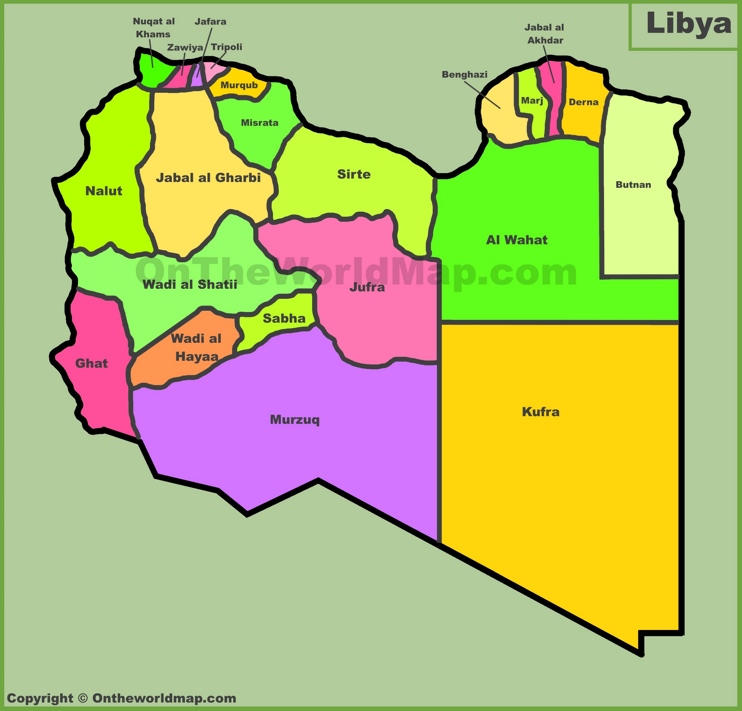 Libya
Nuqat al
Khams
Jafara
Zawiya
Tripoli
Jabal al
Akhdar
Benghazi
Murqub
Marj
Derna
Misrata
Nalut
Jabal al Gharbi
Sirte
Butnan
Al Wahat
OnTheWorldMap.com
Wadi al Shatii
Jufra
Sabha
Wadi al
Hayaa
Ghat
Murzuq
Kufra
Copyright © Ontheworldmap.com